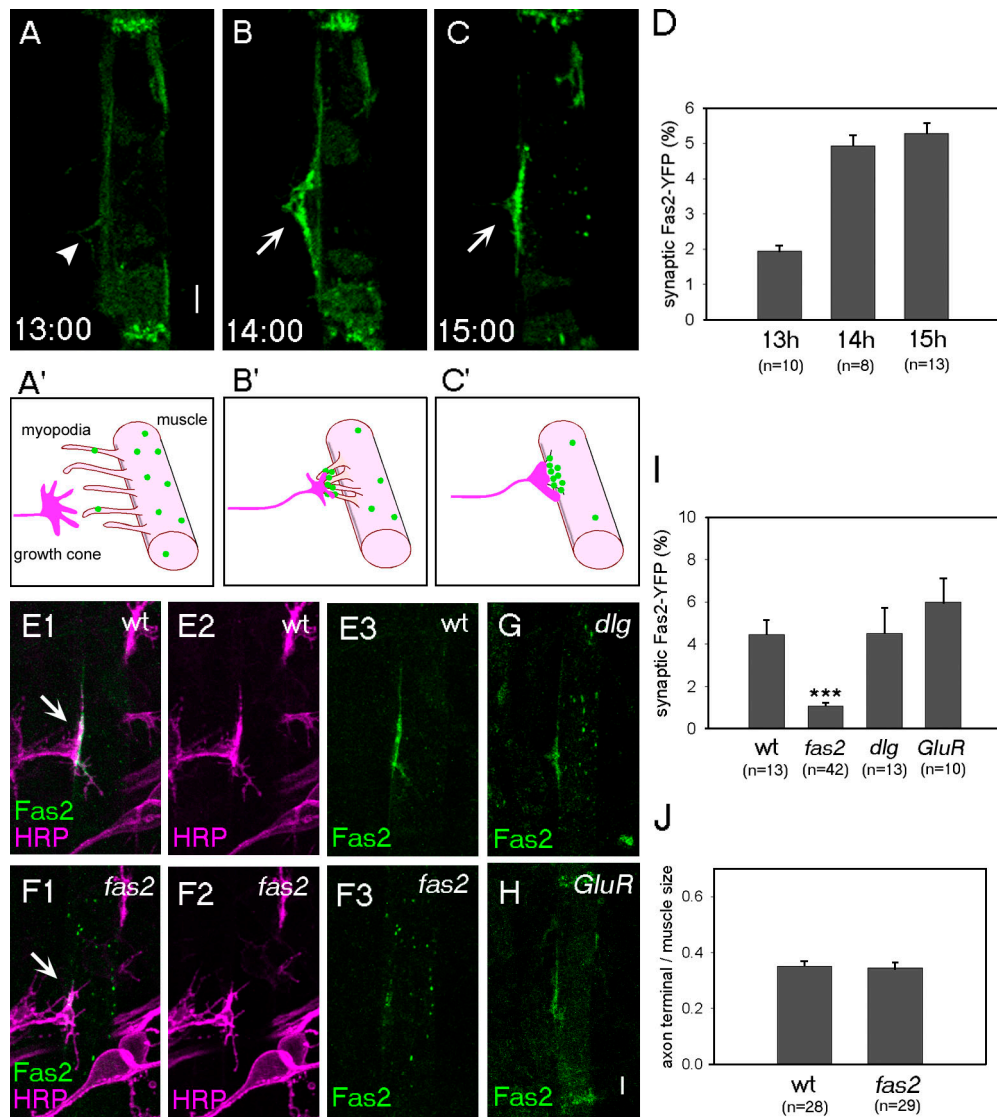 A
13:00
B
14:00
C
15:00
D
synaptic Fas2-YFP (%)
6
5
4
3
2
1
0
13h
(n=10)
14h
(n=8)
15h
(n=13)
A'
myopodia
muscle
growth cone
B'
C'
E1
wt
Fas2
HRP
E2
wt
HRP
E3
wt
Fas2
G
dlg
Fas2
F1
fas2
Fas2
HRP
F2
fas2
HRP
F3
fas2
Fas2
H
GluR
Fas2
I
synaptic Fas2-YFP (%)
10
8
6
4
2
0
***
wt
(n=13)
fas2
(n=42)
dlg
(n=13)
GluR
(n=10)
J
axon terminal / muscle size
0.6
0.4
0.2
0.0
wt
(n=28)
fas2
(n=29)